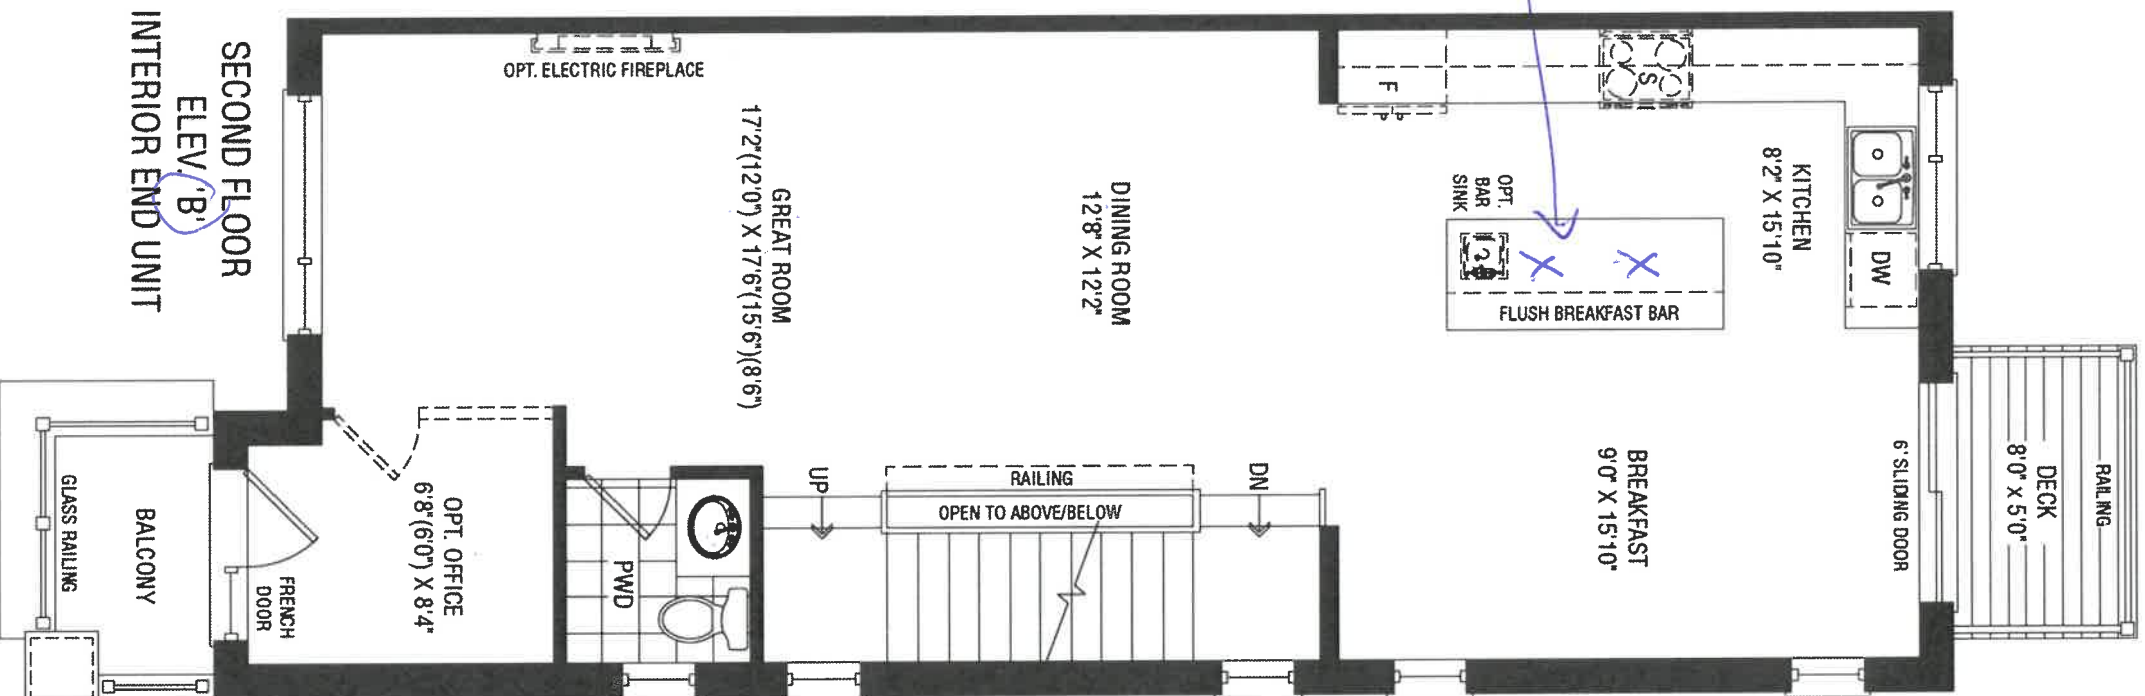 SECOND FLOOR
ELEV. 'B'
INTERIOR END UNIT
OPT. ELECTRIC FIREPLACE
GREAT ROOM
17'2"(12'0") X 17'6"(15'6")(8'6")
DINING ROOM
12'8" X 12'2"
F
S
OPT.
BAR
SINK
X X
FLUSH BREAKFAST BAR
KITCHEN
8'2" X 15'10"
DW
BREAKFAST
9'0" X 15'10"
6' SLIDING DOOR
DECK
8'0" X 5'0"
RAILING
DN
RAILING
OPEN TO ABOVE/BELOW
UP
PWD
OPT. OFFICE
6'8"(6'0") X 8'4"
FRENCH
DOOR
BALCONY
GLASS RAILING